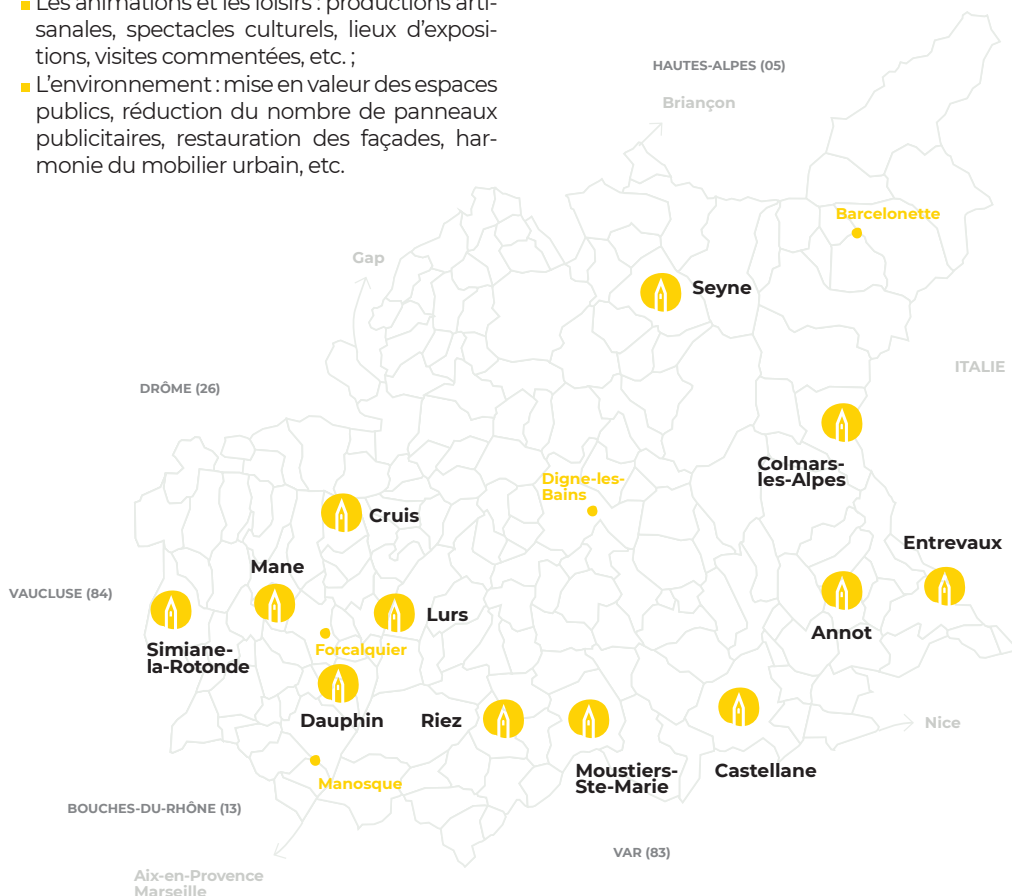 Les animations et les loisirs : productions arti-
sanales, spectacles culturels, lieux d'exposi-
tions, visites commentées, etc. ;
L'environnement : mise en valeur des espaces
publics, réduction du nombre de panneaux
publicitaires, restauration des façades, har-
monie du mobilier urbain, etc.
HAUTES-ALPES (05)
Briançon
Barcelonette
Gap
Seyne
ITALIE
DRÔME (26)
Colmars-
les-Alpes
Digne-les-
Bains
Cruis
Entrevaux
Mane
VAUCLUSE (84)
Lurs
Annot
Simiane-
la-Rotonde
Forcalquier
Dauphin
Riez
Nice
Moustiers-
Ste-Marie
Castellane
Manosque
BOUCHES-DU-RHÔNE (13)
VAR (83)
Aix-en-Provence
Marseille